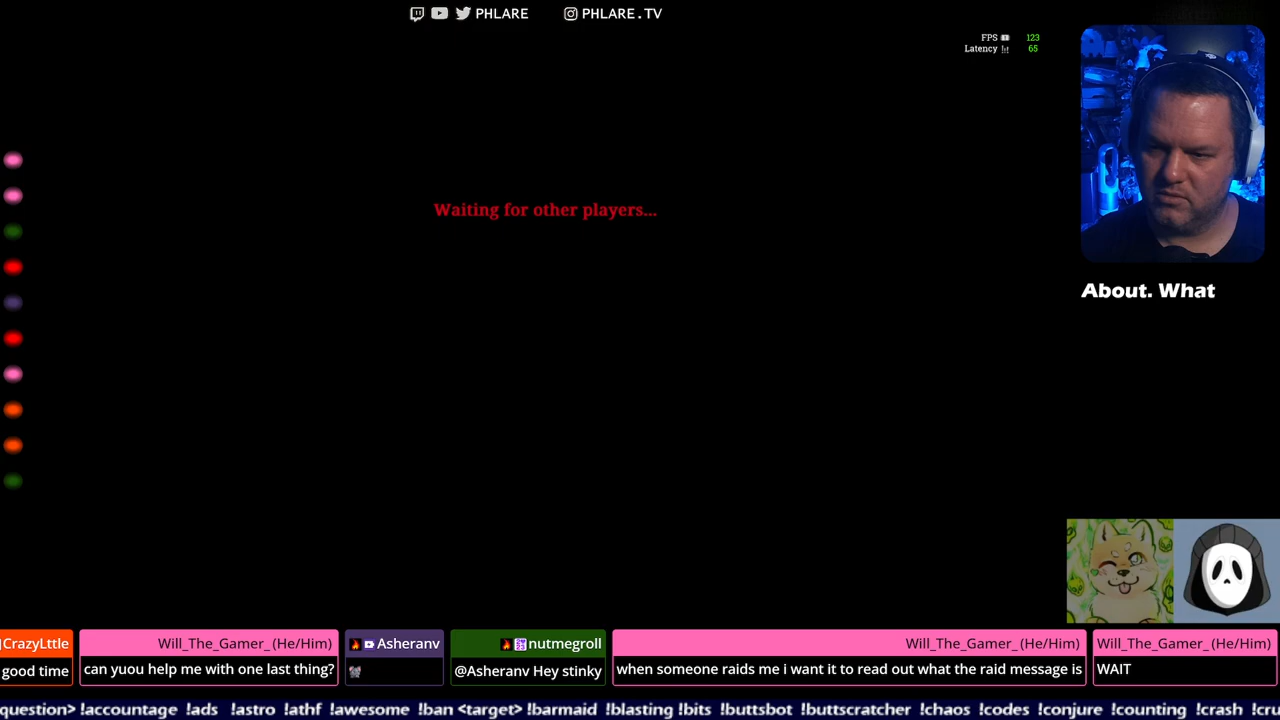 PHLARE PHLARE.TV
FPS 123
Latency 65
Waiting for other players...
About. What
CrazyLttle
good time
Will_The_Gamer_ (He/Him)
can yuou help me with one last thing?
Asheranv
nutmegroll
@Asheranv Hey stinky
Will_The_Gamer_ (He/Him)
when someone raids me i want it to read out what the raid message is
Will_The_Gamer_ (He/Him)
WAIT
question> !accountage !ads !astro !athf !awesome !ban <target> !barmaid !blasting !bits !buttsbot !buttscratcher !chaos !codes !conjure !counting !crash !cru